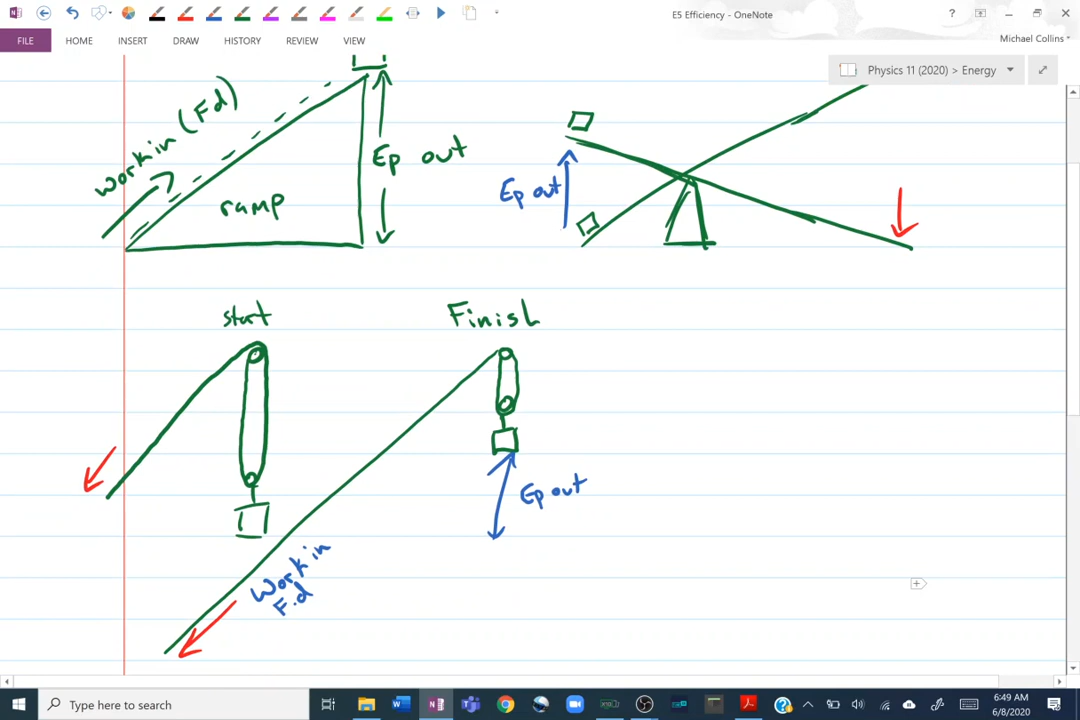 E5 Efficiency - OneNote
Michael Collins
FILE HOME INSERT DRAW HISTORY REVIEW VIEW
Physics 11 (2020) > Energy
work in (Fd)
Ep out
ramp
Ep out
start
Finish
Ep out
Work in
F.d
Type here to search
6:49 AM
6/8/2020